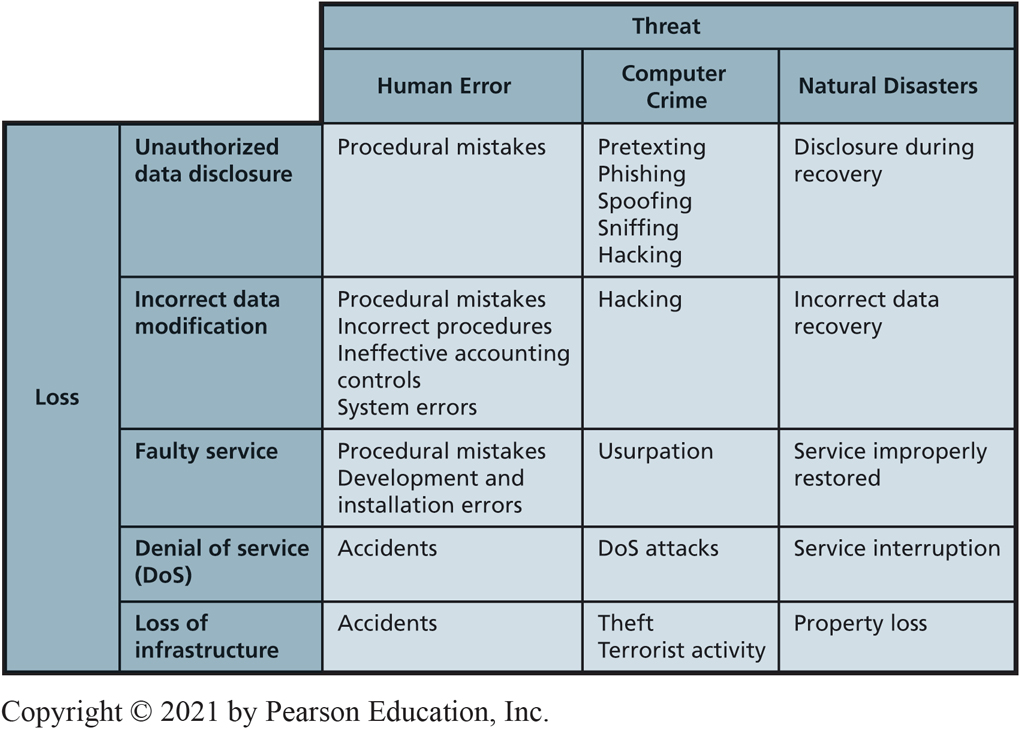 Threat
Human Error
Computer
Crime
Natural Disasters
Loss
Unauthorized
data disclosure
Procedural mistakes
Pretexting
Phishing
Spoofing
Sniffing
Hacking
Disclosure during
recovery
Incorrect data
modification
Procedural mistakes
Incorrect procedures
Ineffective accounting
controls
System errors
Hacking
Incorrect data
recovery
Faulty service
Procedural mistakes
Development and
installation errors
Usurpation
Service improperly
restored
Denial of service
(DoS)
Accidents
DoS attacks
Service interruption
Loss of
infrastructure
Accidents
Theft
Terrorist activity
Property loss
Copyright © 2021 by Pearson Education, Inc.